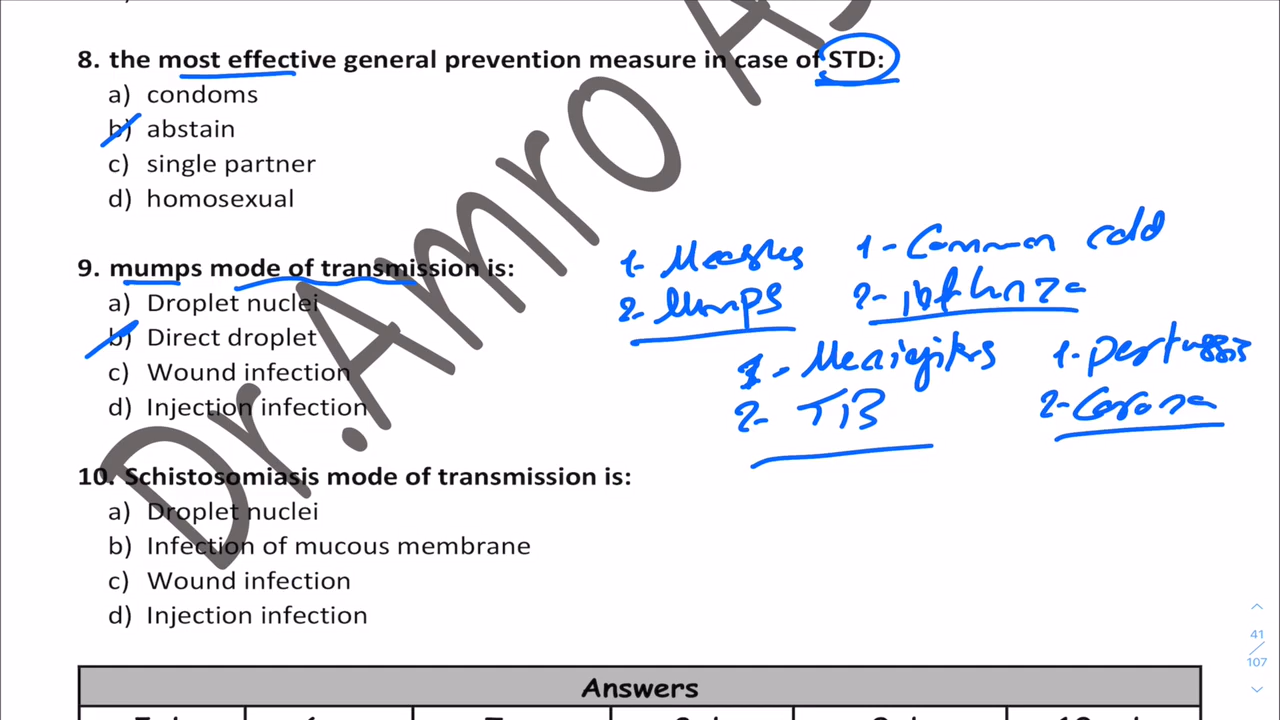 8. the most effective general prevention measure in case of STD:
a) condoms
b) abstain
c) single partner
d) homosexual
9. mumps mode of transmission is:
a) Droplet nuclei
b) Direct droplet
c) Wound infection
d) Injection infection
1- Measles
2- Mumps
1- Common cold
2-
1- Meningitis
2- TB
1- pertussis
2- Corona
10. Schistosomiasis mode of transmission is:
a) Droplet nuclei
b) Infection of mucous membrane
c) Wound infection
d) Injection infection
Answers
Dr.Amro
41
107